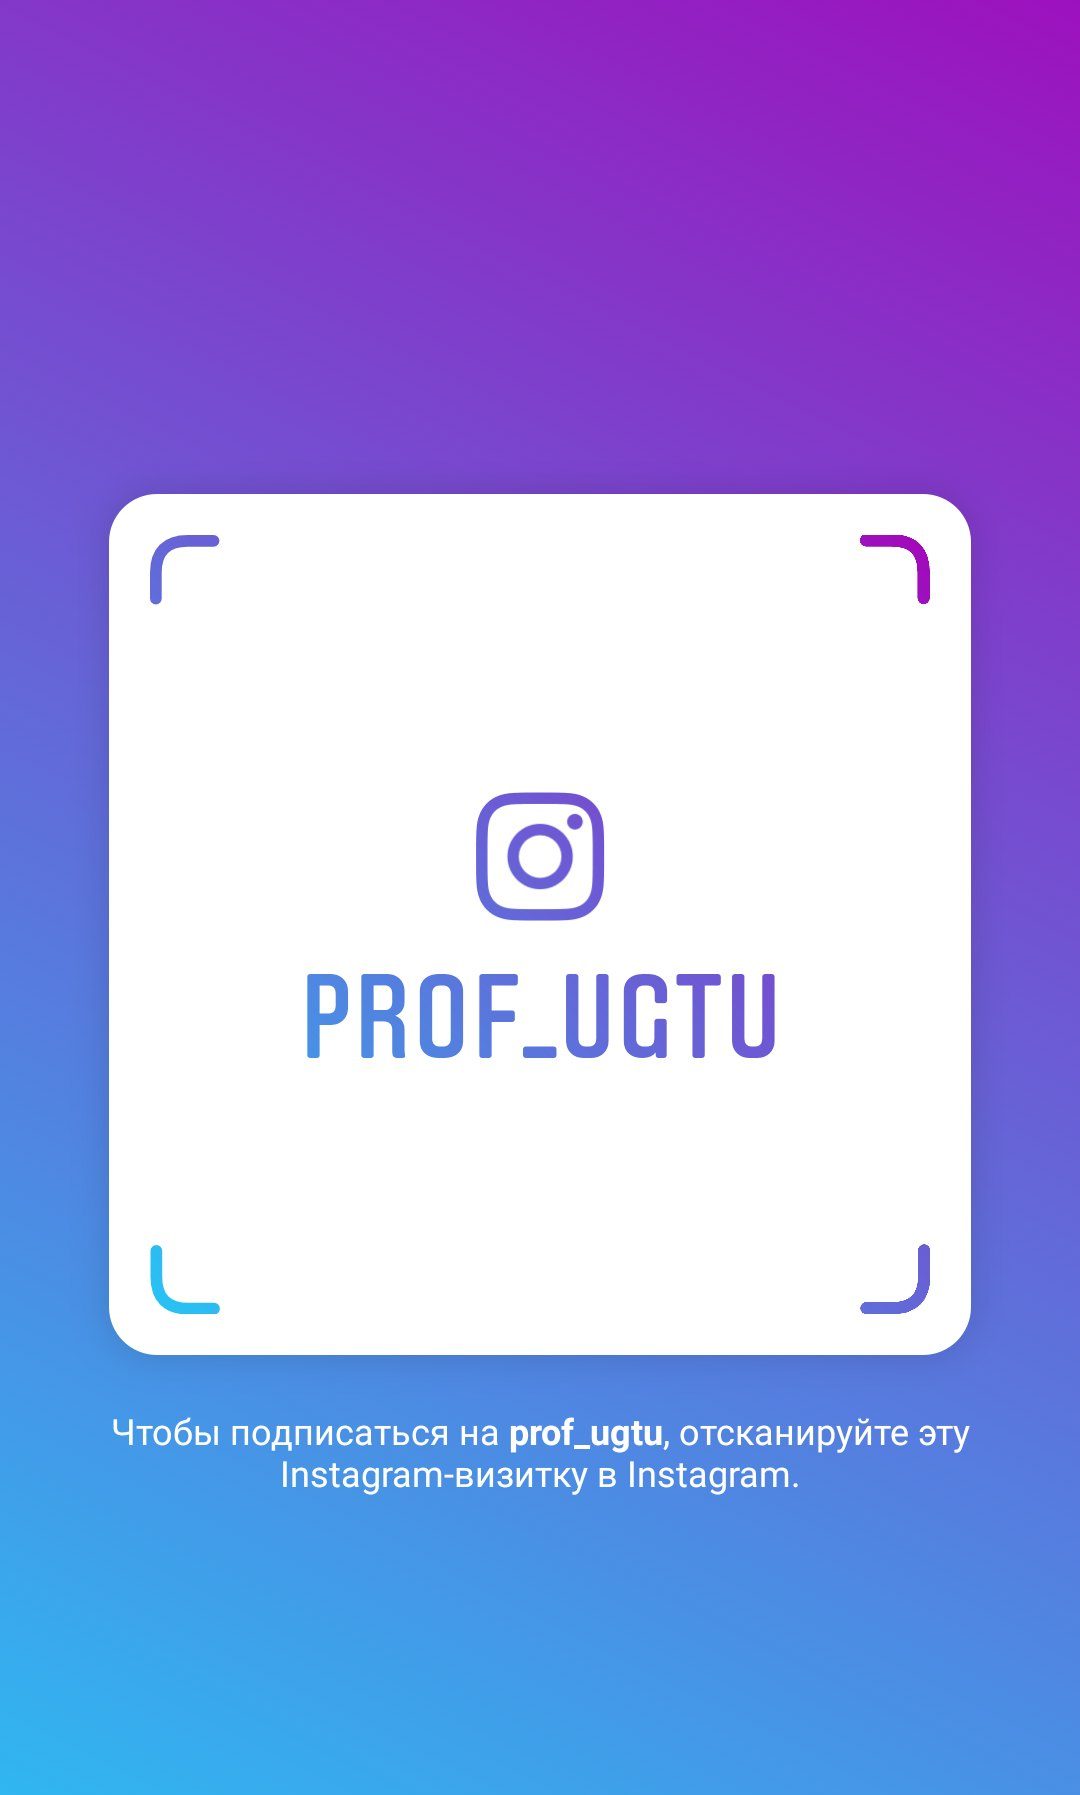 PROF_UGTU
Чтобы подписаться на prof_ugtu, отсканируйте эту
Instagram-визитку в Instagram.